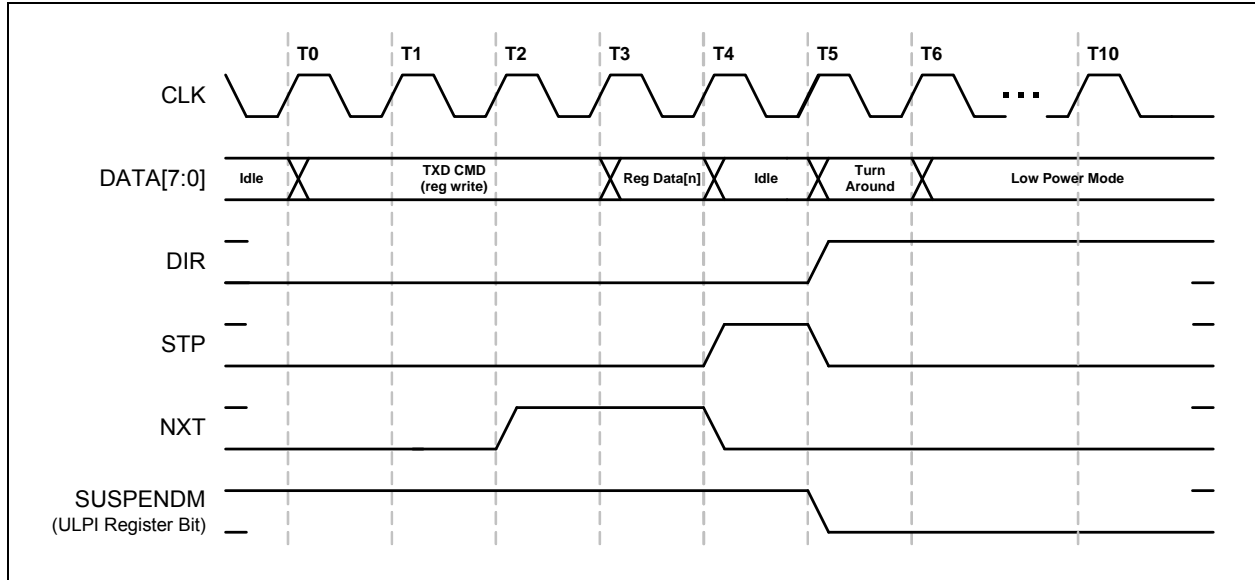 T0 T1 T2 T3 T4 T5 T6 T10
CLK
...
DATA[7:0] Idle TXD CMD Reg Data[n] Idle Turn Low Power Mode
(reg write) Around
DIR
STP
NXT
SUSPENDM
(ULPI Register Bit)